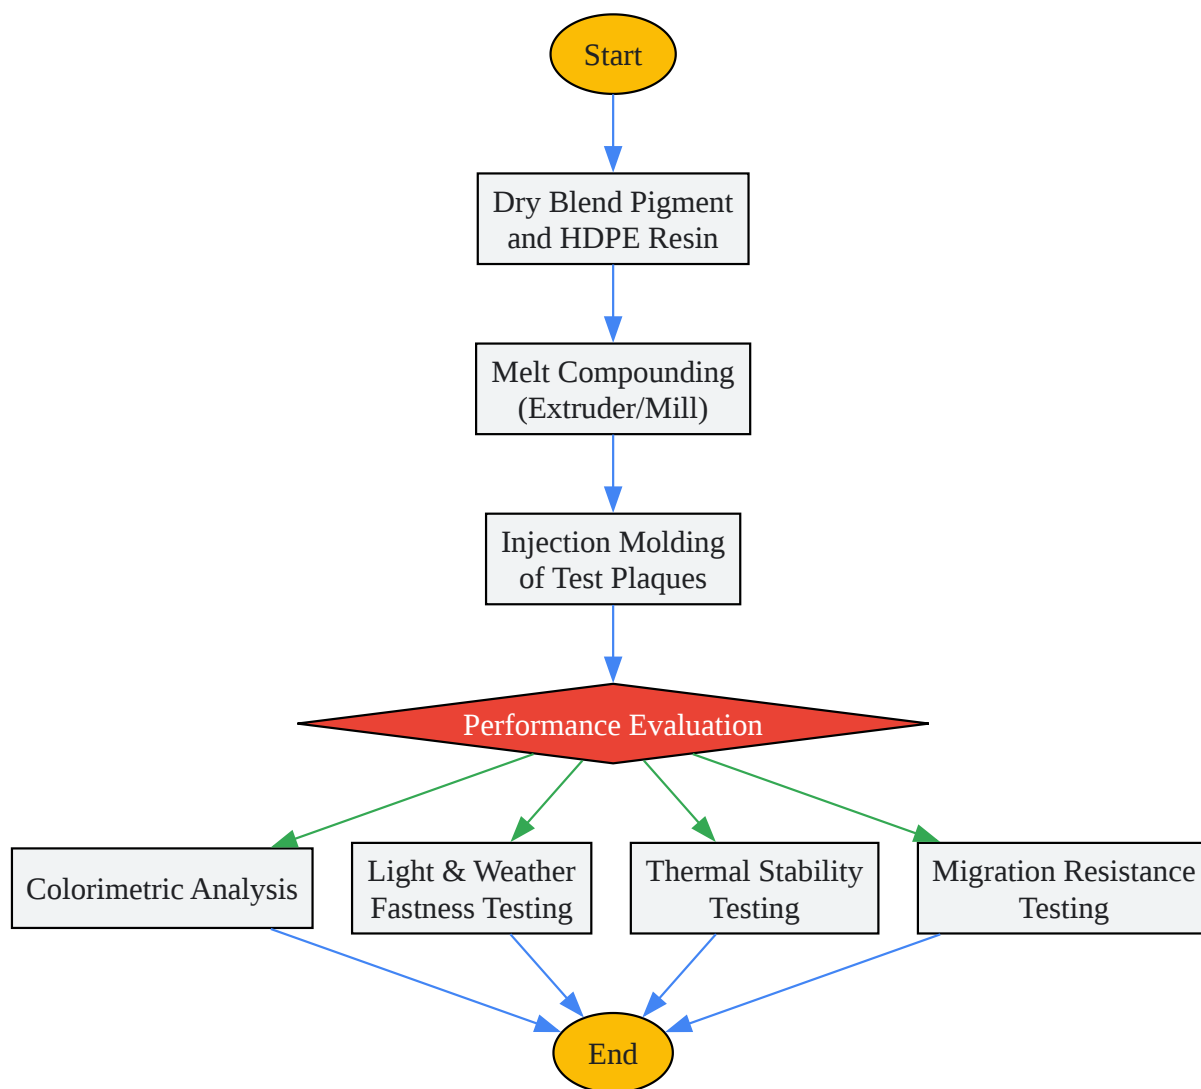 Start
Dry Blend Pigment
and HDPE Resin
Melt Compounding
(Extruder/Mill)
Injection Molding
of Test Plaques
Performance Evaluation
Colorimetric Analysis
Light & Weather
Fastness Testing
Thermal Stability
Testing
Migration Resistance
Testing
End